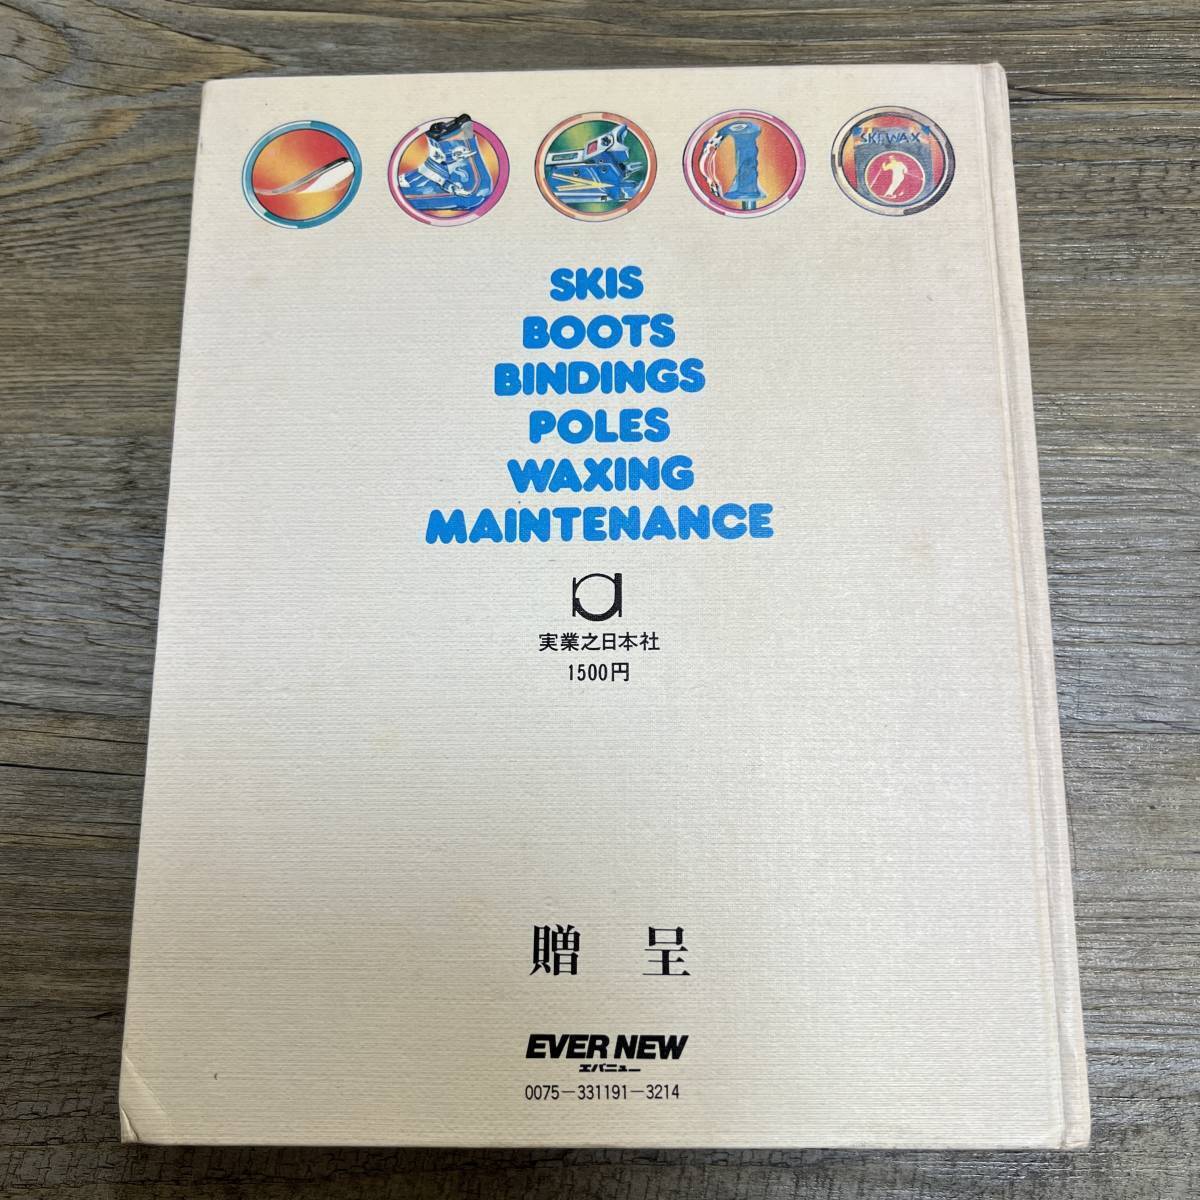 SKI WAX
SKIS
BOOTS
BINDINGS
POLES
WAXING
MAINTENANCE
実業之日本社
1500円
贈 呈
EVER NEW
エバニュー
0075-331191-3214